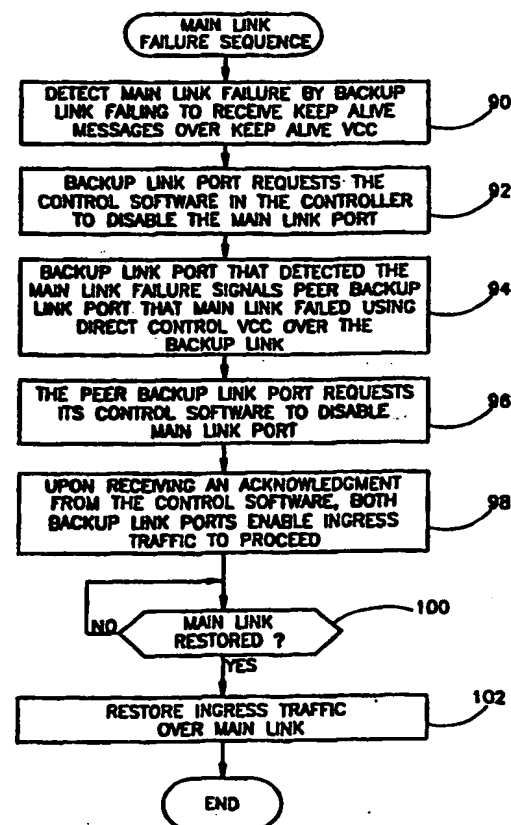 MAIN LINK
FAILURE SEQUENCE
DETECT MAIN LINK FAILURE BY BACKUP
LINK FAILING TO RECEIVE KEEP ALIVE
MESSAGES OVER KEEP ALIVE VCC
90
BACKUP LINK PORT REQUESTS THE
CONTROL SOFTWARE IN THE CONTROLLER
TO DISABLE THE MAIN LINK PORT
92
BACKUP LINK PORT THAT DETECTED THE
MAIN LINK FAILURE SIGNALS PEER BACKUP
LINK PORT THAT MAIN LINK FAILED USING
DIRECT CONTROL VCC OVER THE
BACKUP LINK
94
THE PEER BACKUP LINK PORT REQUESTS
ITS CONTROL SOFTWARE TO DISABLE
MAIN LINK PORT
96
UPON RECEIVING AN ACKNOWLEDGMENT
FROM THE CONTROL SOFTWARE, BOTH
BACKUP LINK PORTS ENABLE INGRESS
TRAFFIC TO PROCEED
98
MAIN LINK
RESTORED ?
100
NO
YES
RESTORE INGRESS TRAFFIC
OVER MAIN LINK
102
END